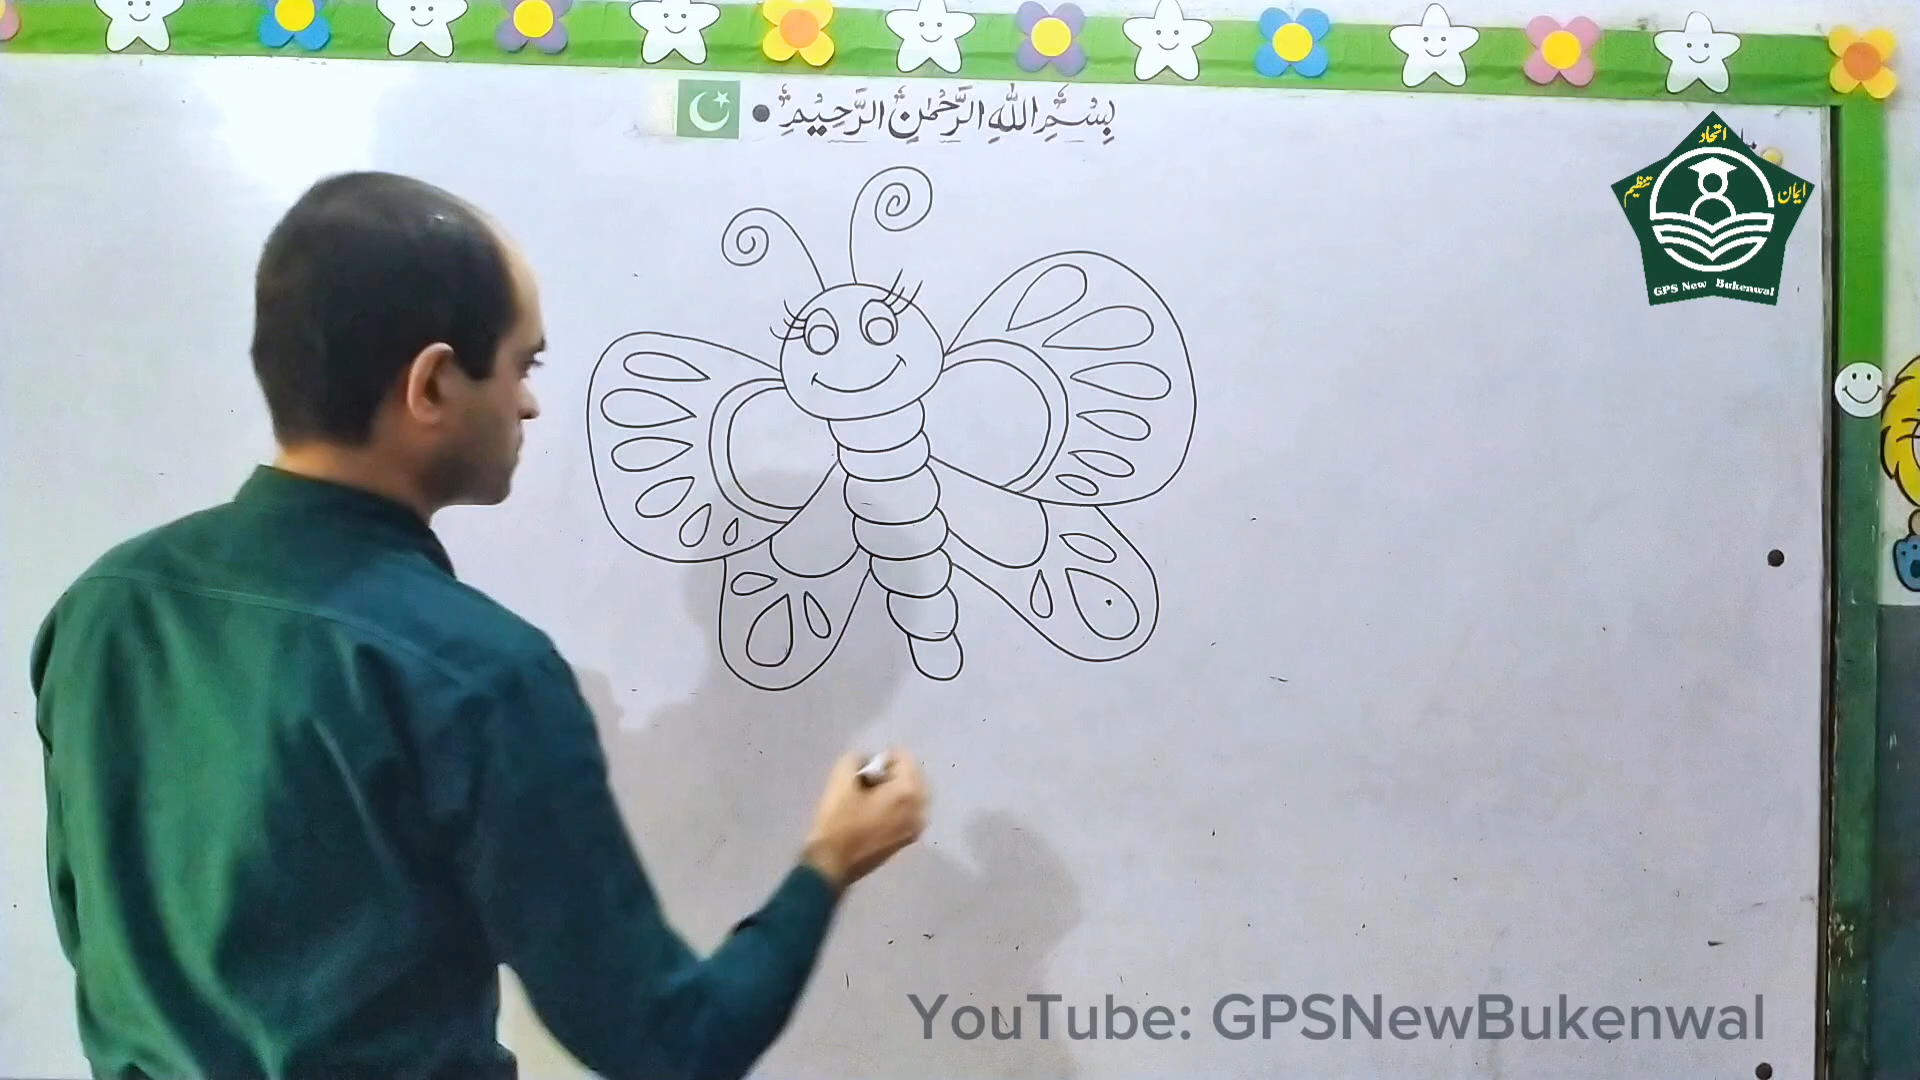 بِسْمِ اللّٰهِ الرَّحْمٰنِ الرَّحِيْمِ
اتحاد
تنظیم
ایمان
GPS New Bukenwal
YouTube: GPSNewBukenwal